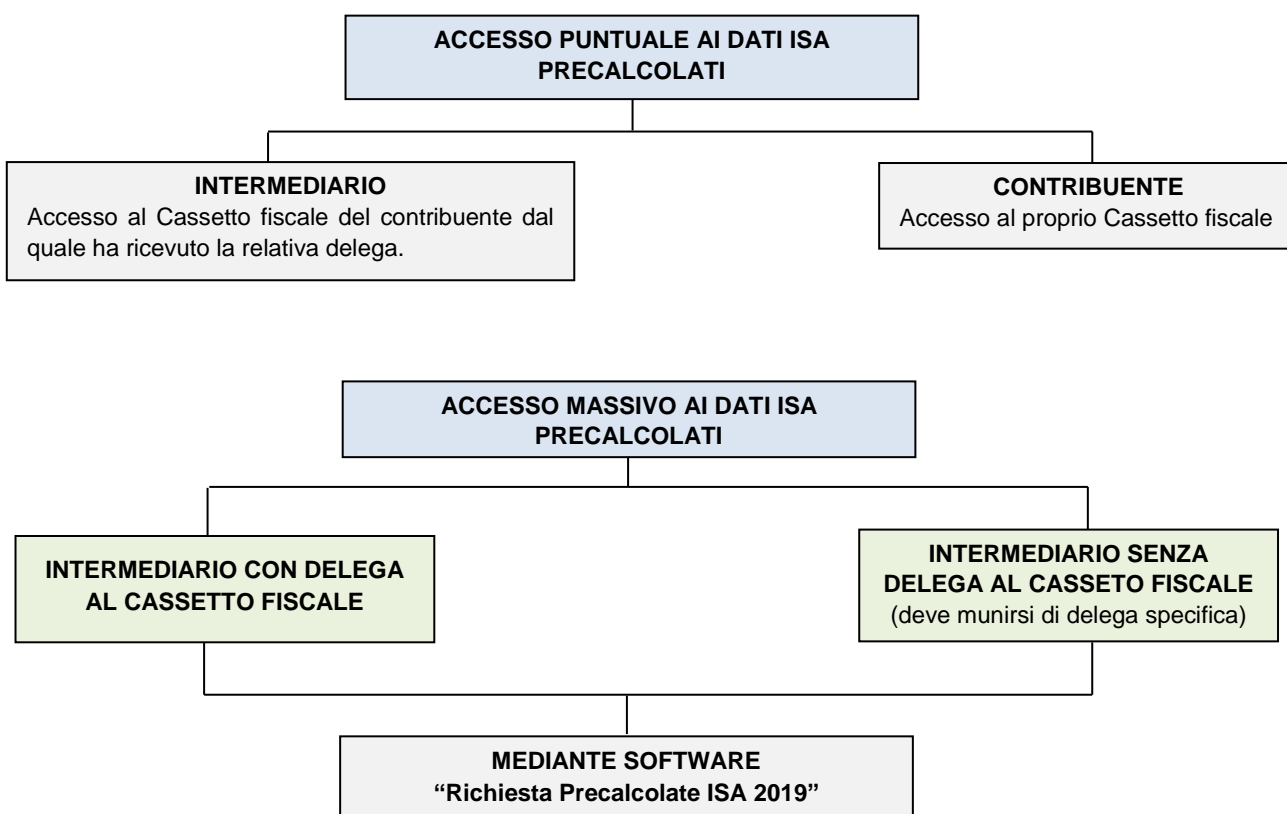 ACCESSO PUNTUALE AI DATI ISA
PRECALCOLATI
INTERMEDIARIO
Accesso al Cassetto fiscale del contribuente dal
quale ha ricevuto la relativa delega.
CONTRIBUENTE
Accesso al proprio Cassetto fiscale
ACCESSO MASSIVO AI DATI ISA
PRECALCOLATI
INTERMEDIARIO CON DELEGA
AL CASSETTO FISCALE
INTERMEDIARIO SENZA
DELEGA AL CASSETO FISCALE
(deve munirsi di delega specifica)
MEDIANTE SOFTWARE
“Richiesta Precalcolate ISA 2019”